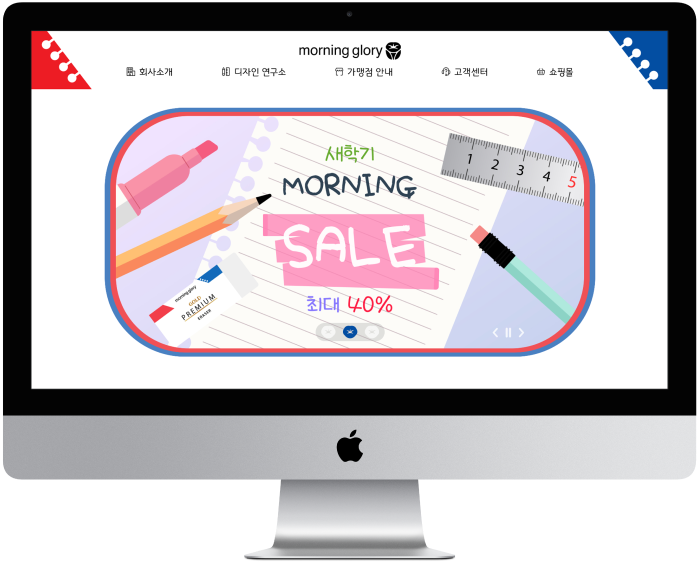 morning glory
회사소개 디자인 연구소 가맹점 안내 고객센터 쇼핑몰
새학기
MORNING
SALE
최대 40%
1 2 3 4 5
morning glory
GOLD
PREMIUM
ERASER